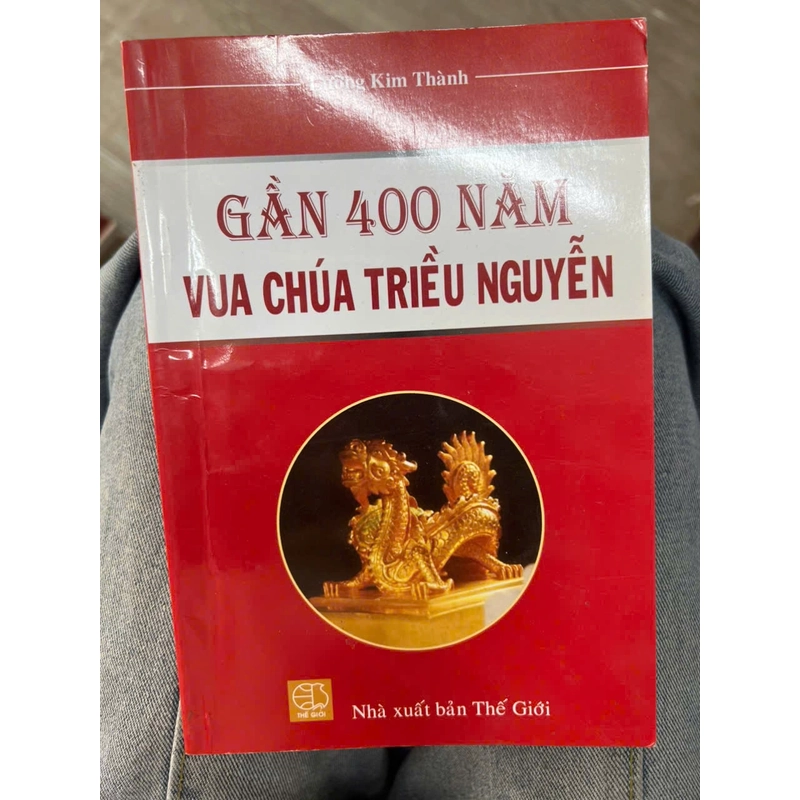 Kim Thành
GẦN 400 NĂM
VUA CHÚA TRIỀU NGUYỄN
THẾ GIỚI
Nhà xuất bản Thế Giới